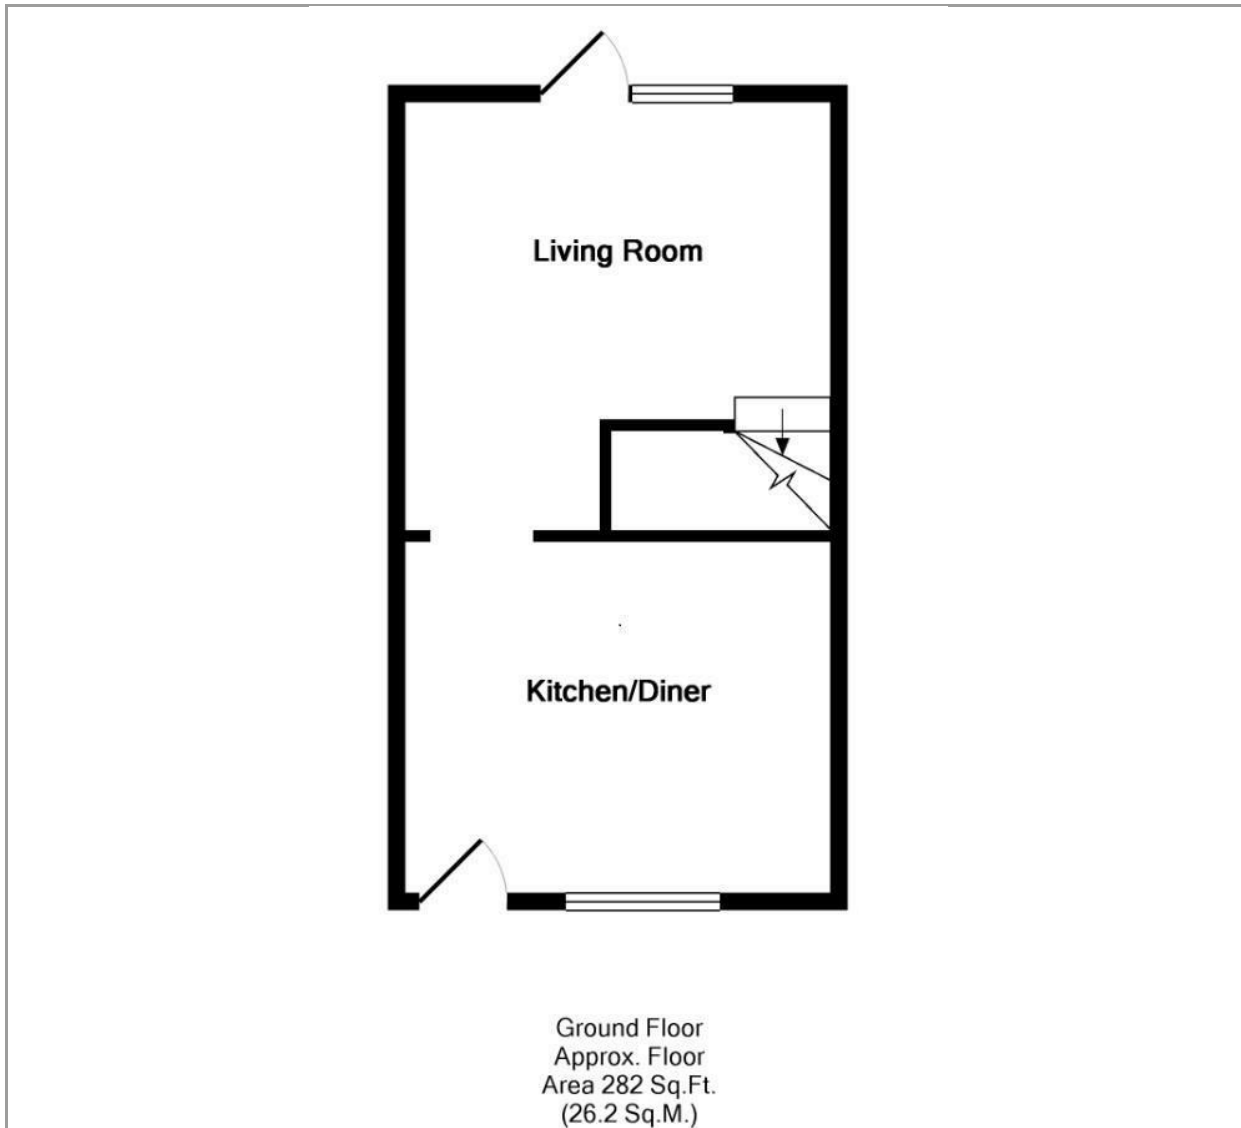 Living Room
Kitchen/Diner
Ground Floor
Approx. Floor
Area 282 Sq.Ft.
(26.2 Sq.M.)